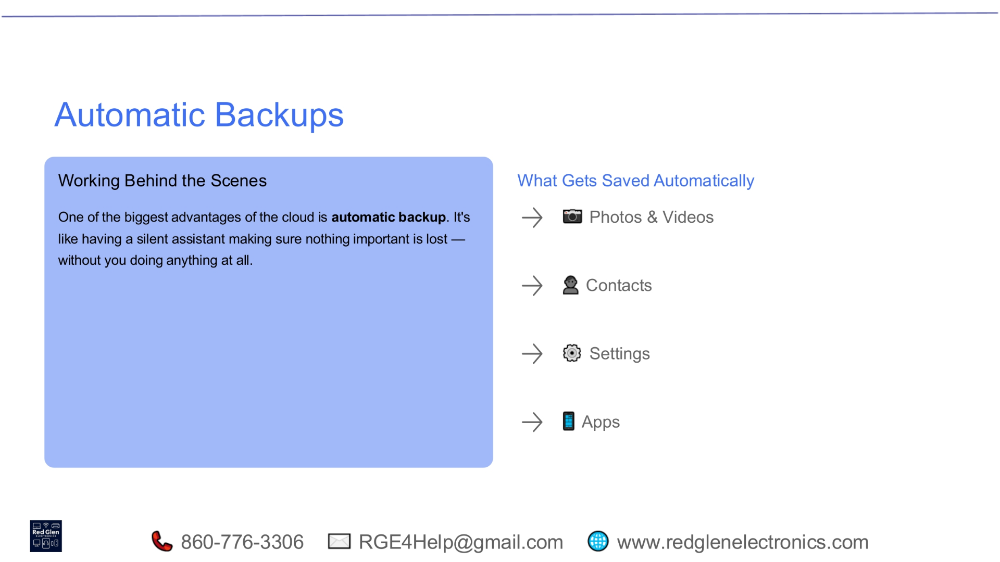 Automatic Backups
Working Behind the Scenes
One of the biggest advantages of the cloud is automatic backup. It's
like having a silent assistant making sure nothing important is lost —
without you doing anything at all.
What Gets Saved Automatically
Photos & Videos
Contacts
Settings
Apps
Red Glen
ELECTRONICS
860-776-3306 RGE4Help@gmail.com www.redglenelectronics.com